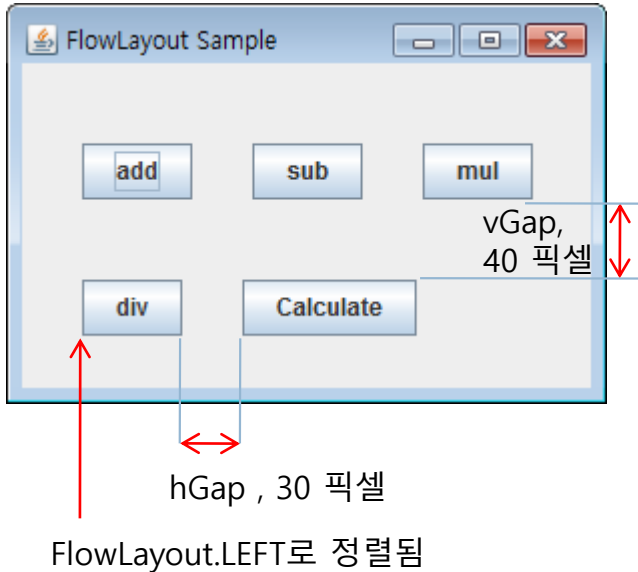 FlowLayout Sample
add
sub
mul
vGap,
40 픽셀
div
Calculate
hGap , 30 픽셀
FlowLayout.LEFT로 정렬됨